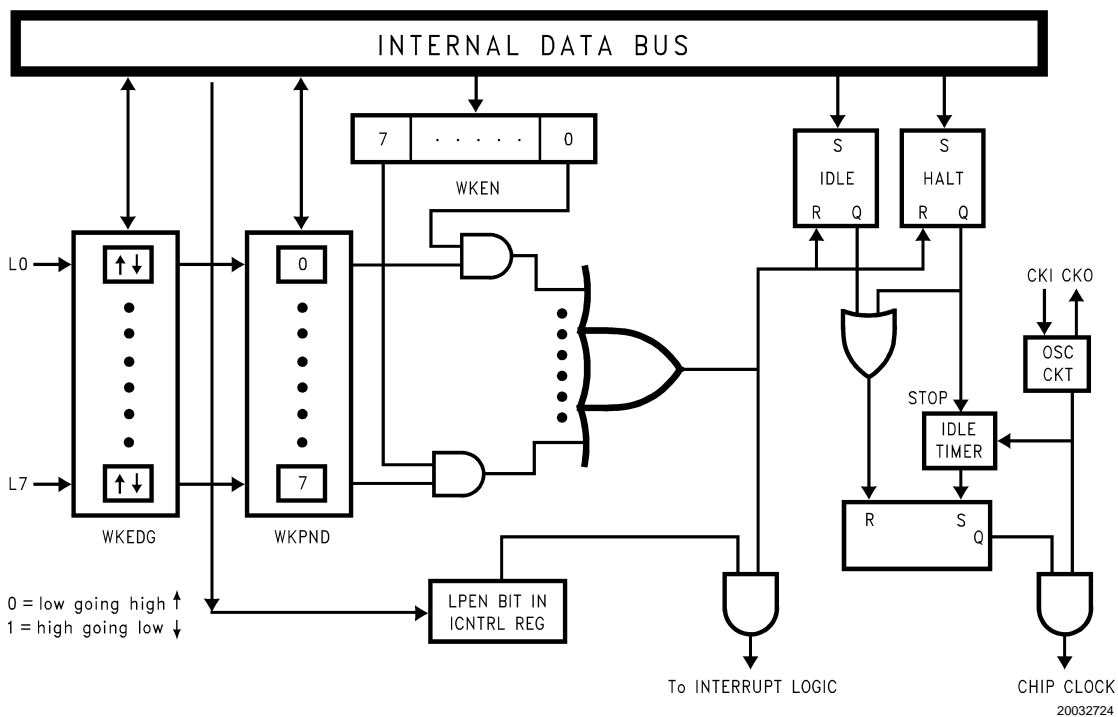 INTERNAL DATA BUS
7 . . . . . 0
WKEN
S
IDLE
R Q
S
HALT
R Q
L0
0
CKI CKO
OSC
CKT
STOP
IDLE
TIMER
L7
7
WKEDG
WKPND
R S
Q
0 = low going high ↑
1 = high going low ↓
LPEN BIT IN
ICNTRL REG
To INTERRUPT LOGIC
CHIP CLOCK
20032724